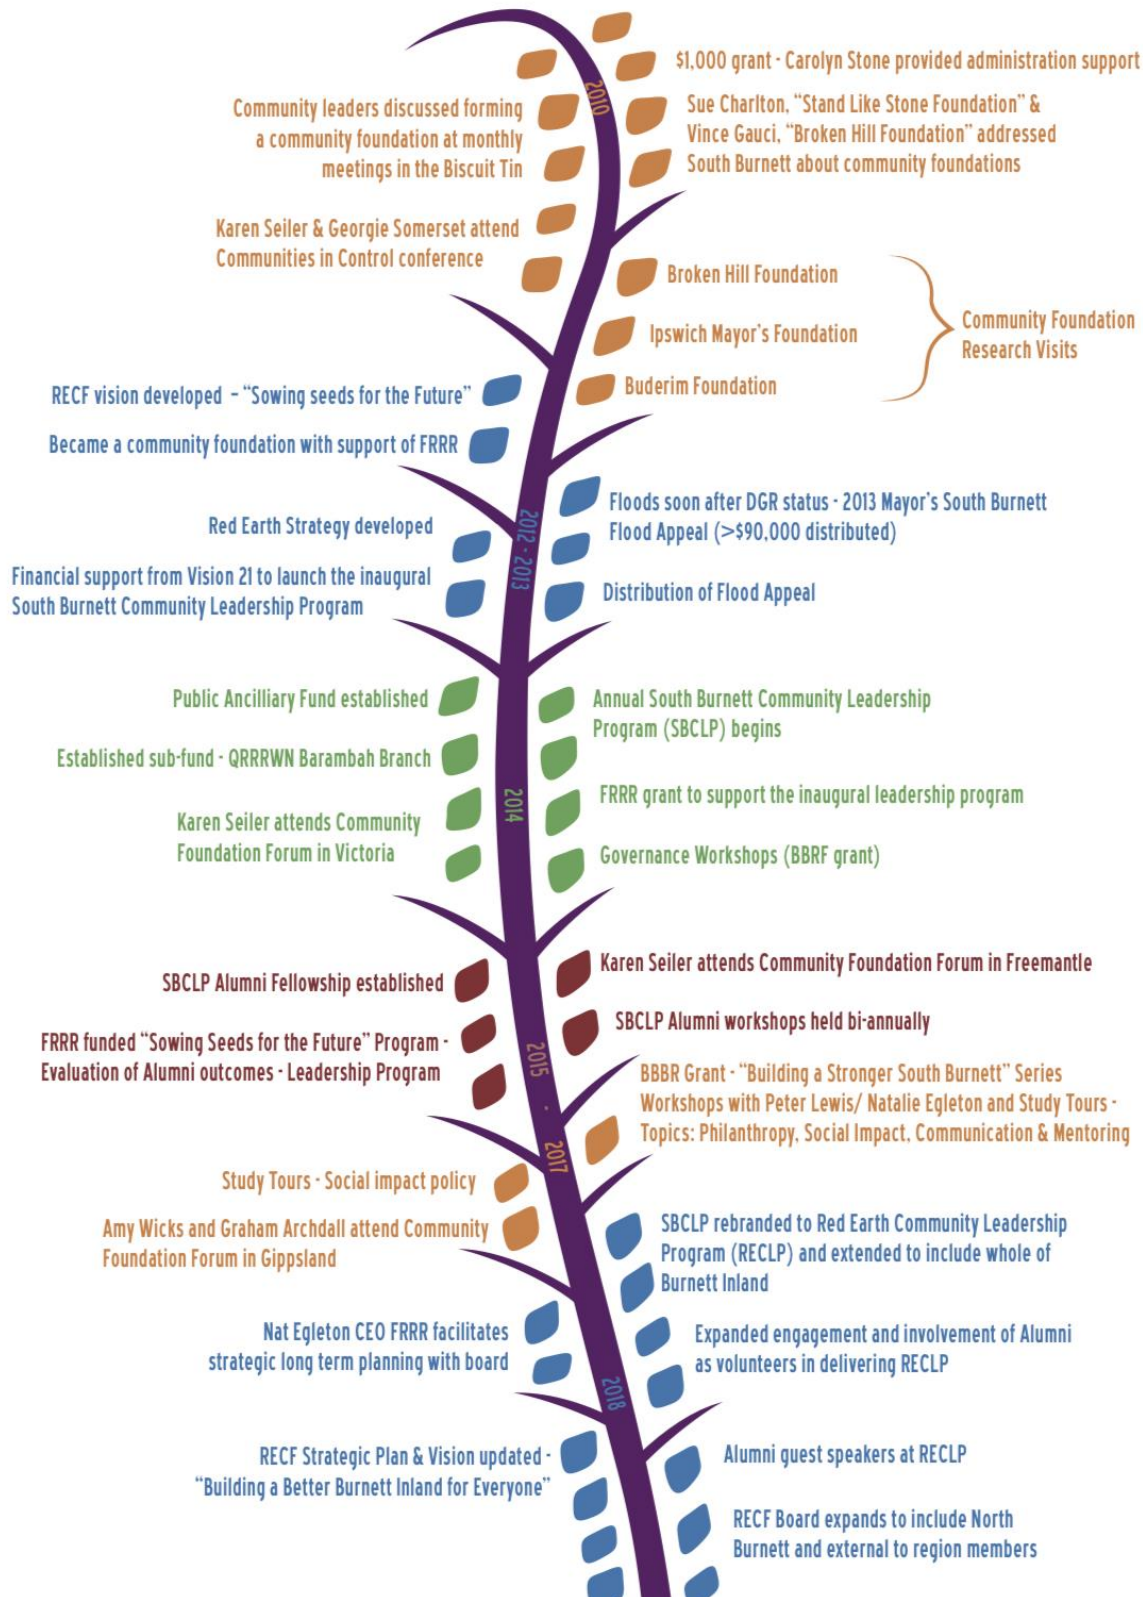 2010
$1,000 grant - Carolyn Stone provided administration support
Community leaders discussed forming
a community foundation at monthly
meetings in the Biscuit Tin
Sue Charlton, “Stand Like Stone Foundation” &
Vince Gauci, “Broken Hill Foundation” addressed
South Burnett about community foundations
Karen Seiler & Georgie Somerset attend
Communities in Control conference
Broken Hill Foundation
Ipswich Mayor’s Foundation
Buderim Foundation
Community Foundation
Research Visits
RECF vision developed – “Sowing seeds for the Future”
Became a community foundation with support of FRRR
2012 - 2013
Floods soon after DGR status - 2013 Mayor’s South Burnett
Flood Appeal (>$90,000 distributed)
Red Earth Strategy developed
Financial support from Vision 21 to launch the inaugural
South Burnett Community Leadership Program
Distribution of Flood Appeal
Public Ancilliary Fund established
Annual South Burnett Community Leadership
Program (SBCLP) begins
Established sub-fund - QRRRWN Barambah Branch
2014
FRRR grant to support the inaugural leadership program
Karen Seiler attends Community
Foundation Forum in Victoria
Governance Workshops (BBRF grant)
SBCLP Alumni Fellowship established
Karen Seiler attends Community Foundation Forum in Freemantle
FRRR funded “Sowing Seeds for the Future” Program -
Evaluation of Alumni outcomes - Leadership Program
SBCLP Alumni workshops held bi-annually
2015 - 2017
BBBR Grant - “Building a Stronger South Burnett” Series
Workshops with Peter Lewis/ Natalie Egleton and Study Tours -
Topics: Philanthropy, Social Impact, Communication & Mentoring
Study Tours - Social impact policy
Amy Wicks and Graham Archdall attend Community
Foundation Forum in Gippsland
SBCLP rebranded to Red Earth Community Leadership
Program (RECLP) and extended to include whole of
Burnett Inland
Nat Egleton CEO FRRR facilitates
strategic long term planning with board
Expanded engagement and involvement of Alumni
as volunteers in delivering RECLP
2018
RECF Strategic Plan & Vision updated -
“Building a Better Burnett Inland for Everyone”
Alumni guest speakers at RECLP
RECF Board expands to include North
Burnett and external to region members